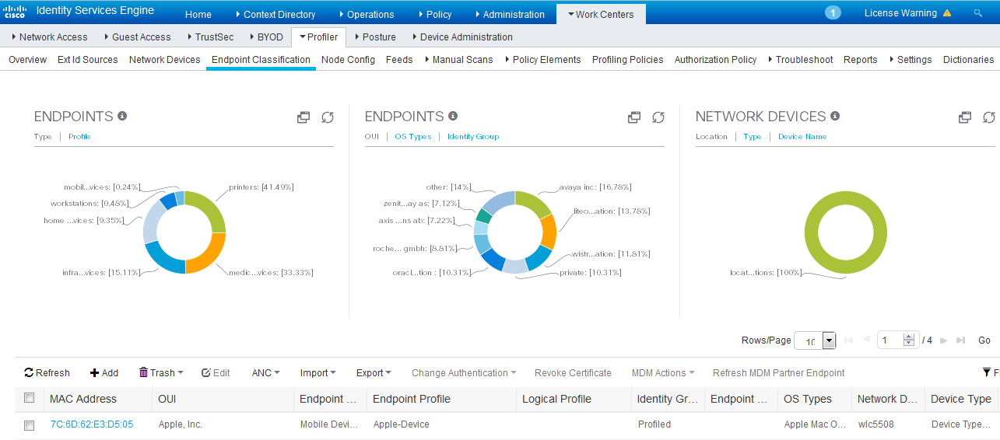 cisco Identity Services Engine Home Context Directory Operations Policy Administration Work Centers 1 License Warning
Network Access Guest Access TrustSec BYOD Profiler Posture Device Administration
Overview Ext Id Sources Network Devices Endpoint Classification Node Config Feeds Manual Scans Policy Elements Profiling Policies Authorization Policy Troubleshoot Reports Settings Dictionaries
ENDPOINTS
Type | Profile
mobil...vices: [0.24%]
printers: [41.49%]
workstations: [0.48%]
home ...vices: [9.35%]
infra...vices: [15.11%]
medic...vices: [33.33%]
ENDPOINTS
OUI | OS Types | Identity Group
other: [14%]
avaya inc: [16.78%]
zenit...ay as: [7.12%]
liteo...ation: [13.78%]
axis ...ns ab: [7.22%]
roche... gmbh: [8.81%]
wistr...ation: [11.81%]
oracl...tion : [10.31%]
private: [10.31%]
NETWORK DEVICES
Location | Type | Device Name
locat...tions: [100%]
Rows/Page 10 1 / 4 Go
Refresh Add Trash Edit ANC Import Export Change Authentication Revoke Certificate MDM Actions Refresh MDM Partner Endpoint
MAC Address OUI Endpoint ... Endpoint Profile Logical Profile Identity Gr... Endpoint ... OS Types Network D... Device Type
7C:6D:62:E3:D5:05 Apple, Inc. Mobile Devi... Apple-Device Profiled Apple Mac O... wlc5508 Device Type...